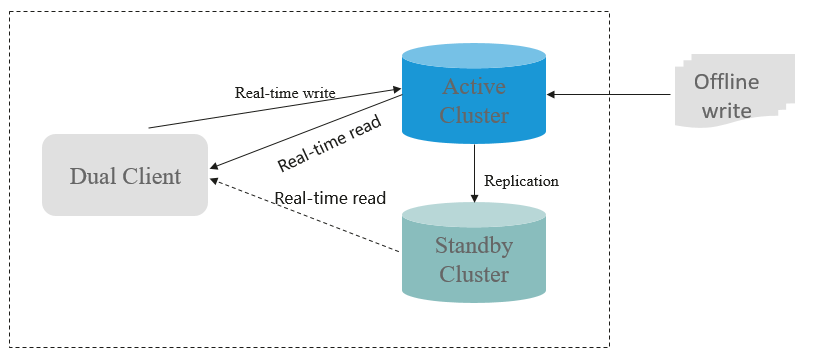 Real-time write
Active
Cluster
Offline
write
Real-time read
Dual Client
Replication
Real-time read
Standby
Cluster